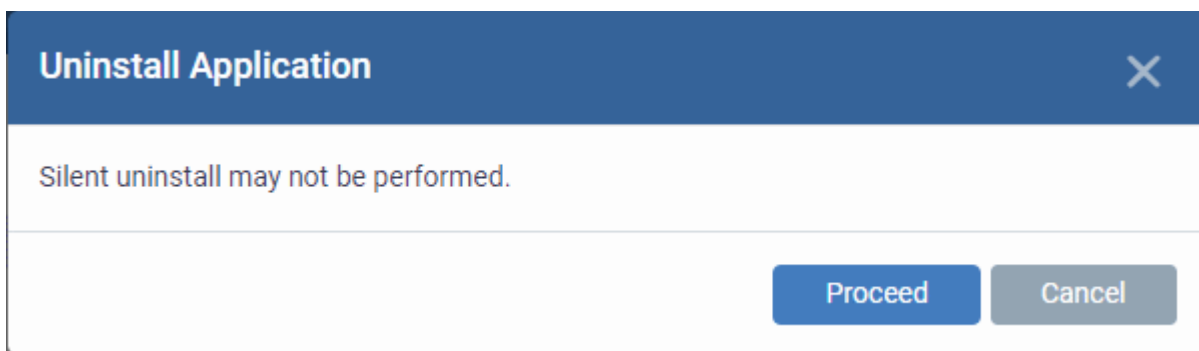 Uninstall Application
Silent uninstall may not be performed.
Proceed Cancel